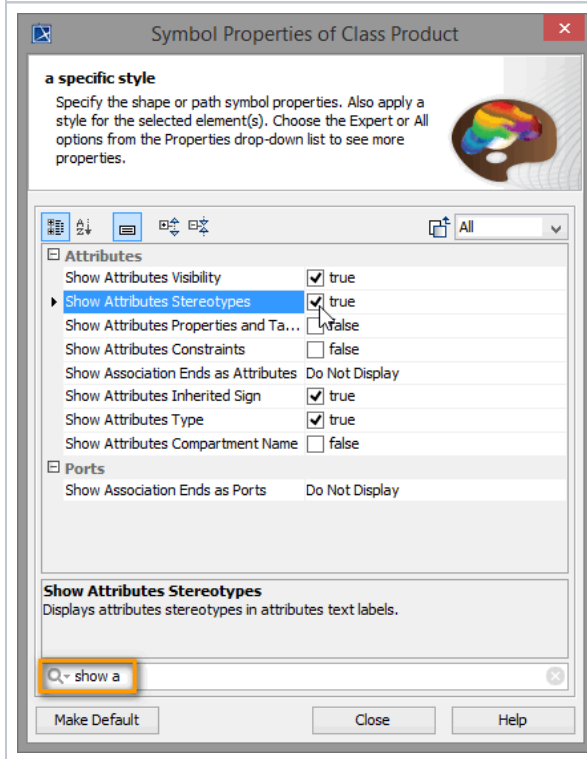 Symbol Properties of Class Product
a specific style
Specify the shape or path symbol properties. Also apply a
style for the selected element(s). Choose the Expert or All
options from the Properties drop-down list to see more
properties.
All
Attributes
Show Attributes Visibility true
Show Attributes Stereotypes true
Show Attributes Properties and Ta... false
Show Attributes Constraints false
Show Association Ends as Attributes Do Not Display
Show Attributes Inherited Sign true
Show Attributes Type true
Show Attributes Compartment Name false
Ports
Show Association Ends as Ports Do Not Display
Show Attributes Stereotypes
Displays attributes stereotypes in attributes text labels.
show a
Make Default Close Help